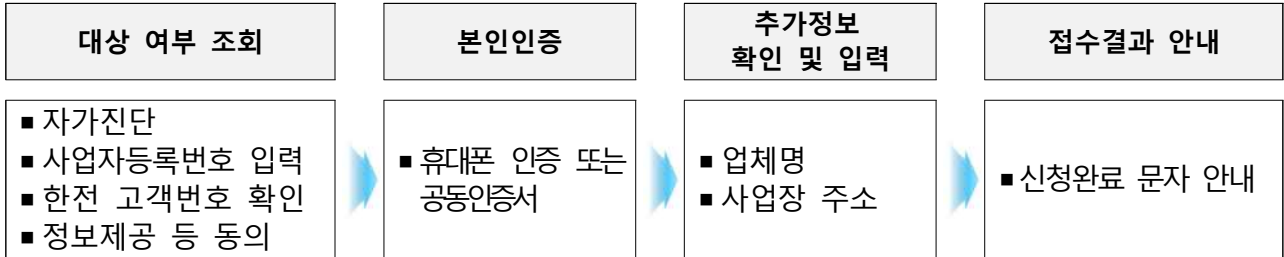 대상 여부 조회
본인인증
추가정보
확인 및 입력
접수결과 안내
■ 자가진단
■ 사업자등록번호 입력
■ 한전 고객번호 확인
■ 정보제공 등 동의
■ 휴대폰 인증 또는
공동인증서
■ 업체명
■ 사업장 주소
■ 신청완료 문자 안내